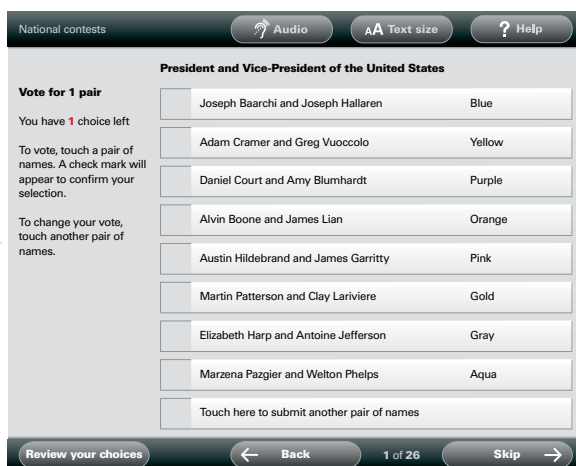 National contests
Audio
AA Text size
? Help
President and Vice-President of the United States
Vote for 1 pair
You have 1 choice left
To vote, touch a pair of
names. A check mark will
appear to confirm your
selection.
To change your vote,
touch another pair of
names.
Joseph Baarchi and Joseph Hallaren Blue
Adam Cramer and Greg Vuoccolo Yellow
Daniel Court and Amy Blumhardt Purple
Alvin Boone and James Lian Orange
Austin Hildebrand and James Garritty Pink
Martin Patterson and Clay Lariviere Gold
Elizabeth Harp and Antoine Jefferson Gray
Marzena Pazgier and Welton Phelps Aqua
Touch here to submit another pair of names
Review your choices
← Back
1 of 26
Skip →